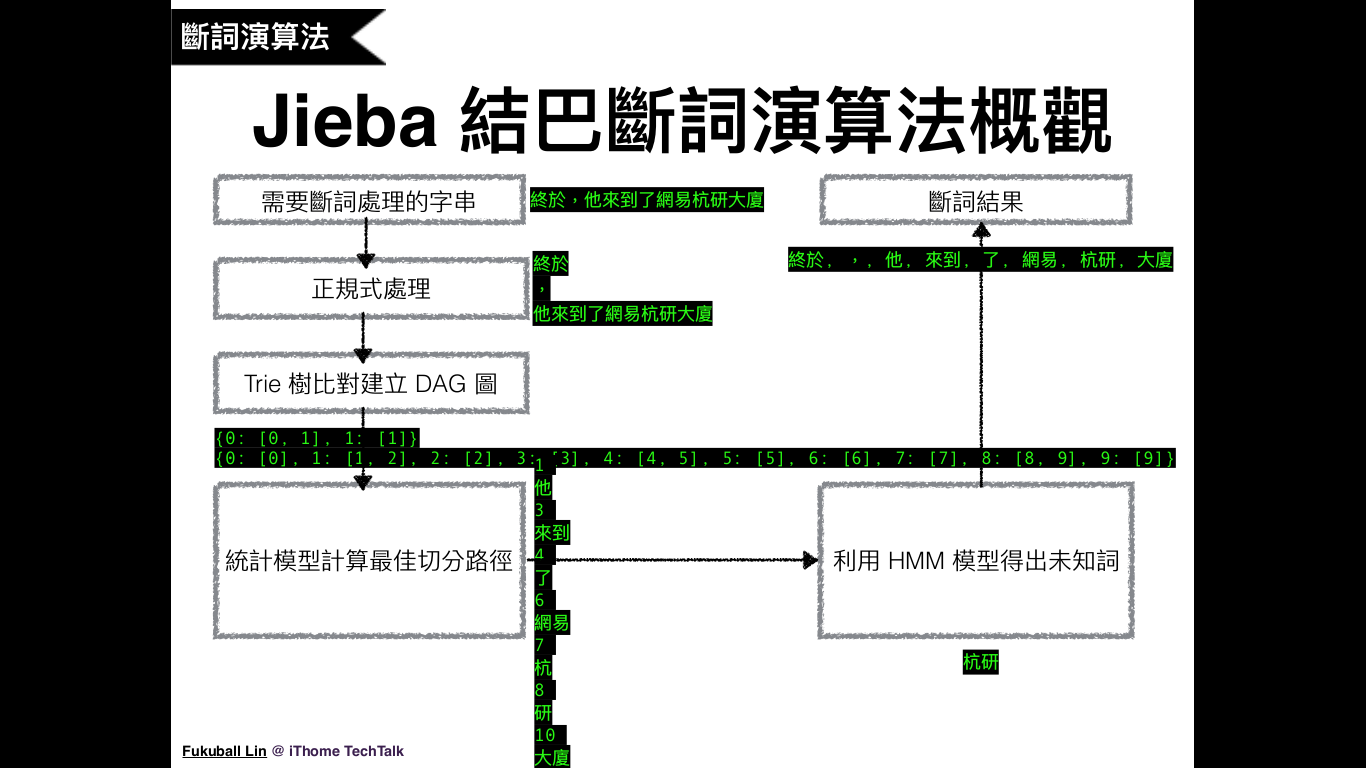 斷詞演算法
Jieba 結巴斷詞演算法概觀
需要斷詞處理的字串
終於，他來到了網易杭研大廈
正規式處理
終於
，
他來到了網易杭研大廈
Trie 樹比對建立 DAG 圖
{0: [0, 1], 1: [1]}
{0: [0], 1: [1, 2], 2: [2], 3: [3], 4: [4, 5], 5: [5], 6: [6], 7: [7], 8: [8, 9], 9: [9]}
統計模型計算最佳切分路徑
1
他
3
來到
4
了
6
網易
7
杭
8
研
10
大廈
利用 HMM 模型得出未知詞
杭研
終於, ，, 他, 來到, 了, 網易, 杭研, 大廈
斷詞結果
Fukuball Lin @ iThome TechTalk